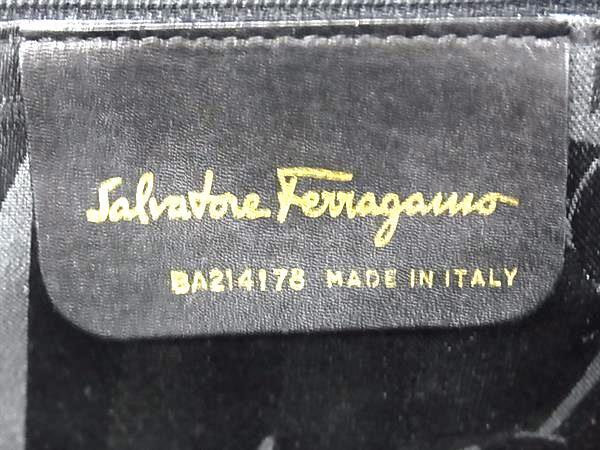 Salvatore Ferragamo
BA214178 MADE IN ITALY